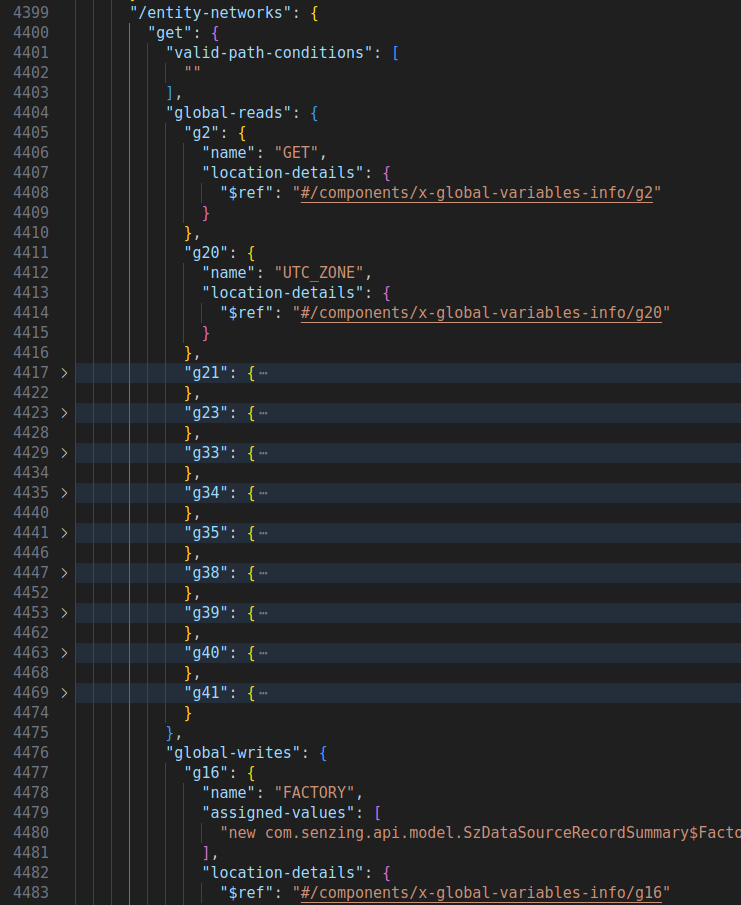 4399 "/entity-networks": {
4400 "get": {
4401 "valid-path-conditions": [
4402 ""
4403 ],
4404 "global-reads": {
4405 "g2": {
4406 "name": "GET",
4407 "location-details": {
4408 "$ref": "#/components/x-global-variables-info/g2"
4409 }
4410 },
4411 "g20": {
4412 "name": "UTC_ZONE",
4413 "location-details": {
4414 "$ref": "#/components/x-global-variables-info/g20"
4415 }
4416 },
4417 > "g21": { ⋯
4422 },
4423 > "g23": { ⋯
4428 },
4429 > "g33": { ⋯
4434 },
4435 > "g34": { ⋯
4440 },
4441 > "g35": { ⋯
4446 },
4447 > "g38": { ⋯
4452 },
4453 > "g39": { ⋯
4462 },
4463 > "g40": { ⋯
4468 },
4469 > "g41": { ⋯
4474 }
4475 },
4476 "global-writes": {
4477 "g16": {
4478 "name": "FACTORY",
4479 "assigned-values": [
4480 "new com.senzing.api.model.SzDataSourceRecordSummary$Facto
4481 ],
4482 "location-details": {
4483 "$ref": "#/components/x-global-variables-info/g16"